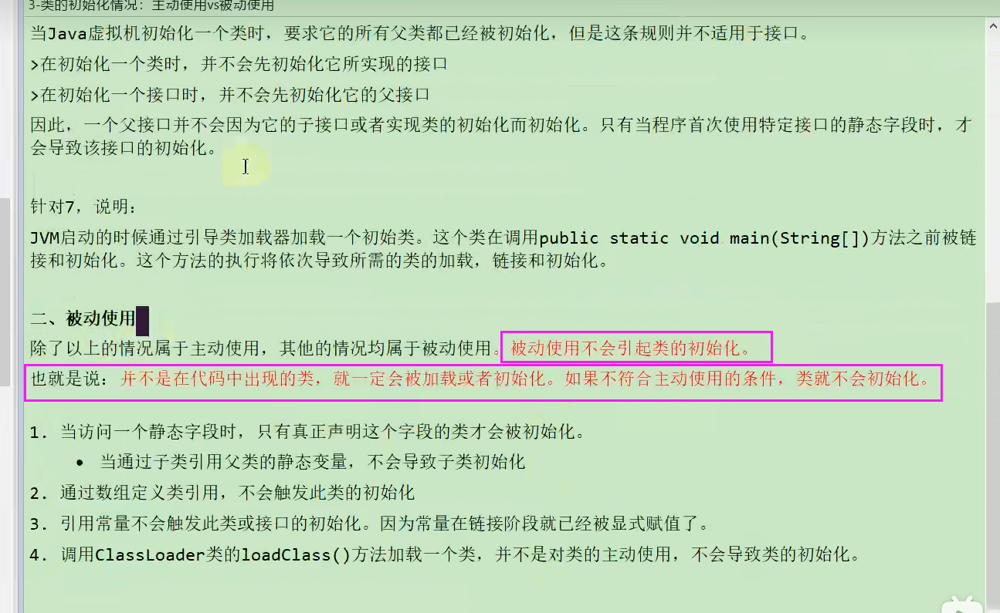 3-类的初始化情况：主动使用vs被动使用
当Java虚拟机初始化一个类时，要求它的所有父类都已经被初始化，但是这条规则并不适用于接口。
>在初始化一个类时，并不会先初始化它所实现的接口
>在初始化一个接口时，并不会先初始化它的父接口
因此，一个父接口并不会因为它的子接口或者实现类的初始化而初始化。只有当程序首次使用特定接口的静态字段时，才
会导致该接口的初始化。
针对7，说明：
JVM启动的时候通过引导类加载器加载一个初始类。这个类在调用public static void main(String[])方法之前被链
接和初始化。这个方法的执行将依次导致所需的类的加载，链接和初始化。
二、被动使用
除了以上的情况属于主动使用，其他的情况均属于被动使用。被动使用不会引起类的初始化。
也就是说：并不是在代码中出现的类，就一定会被加载或者初始化。如果不符合主动使用的条件，类就不会初始化。
1. 当访问一个静态字段时，只有真正声明这个字段的类才会被初始化。
• 当通过子类引用父类的静态变量，不会导致子类初始化
2. 通过数组定义类引用，不会触发此类的初始化
3. 引用常量不会触发此类或接口的初始化。因为常量在链接阶段就已经被显式赋值了。
4. 调用ClassLoader类的loadClass()方法加载一个类，并不是对类的主动使用，不会导致类的初始化。